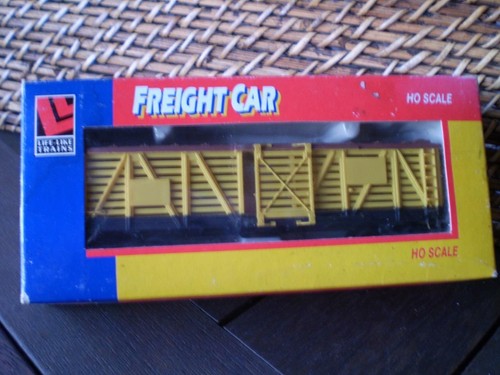 FREIGHT CAR
HO SCALE
LIFE-LIKE
TRAINS
HO SCALE